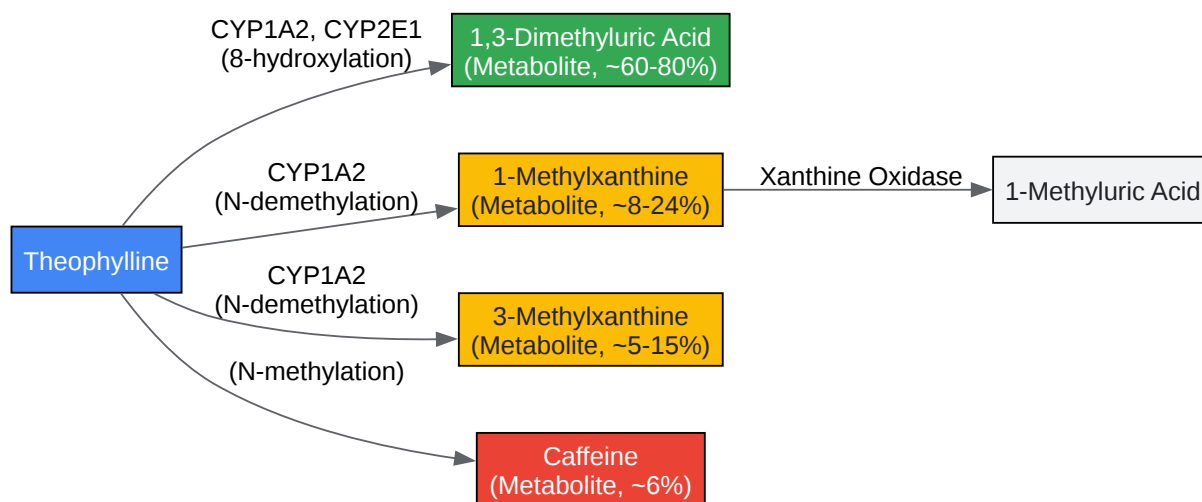 CYP1A2, CYP2E1
(8-hydroxylation)
1,3-Dimethyluric Acid
(Metabolite, ~60-80%)
CYP1A2
(N-demethylation)
1-Methylxanthine
(Metabolite, ~8-24%)
Xanthine Oxidase
1-Methyluric Acid
Theophylline
CYP1A2
(N-demethylation)
3-Methylxanthine
(Metabolite, ~5-15%)
(N-methylation)
Caffeine
(Metabolite, ~6%)